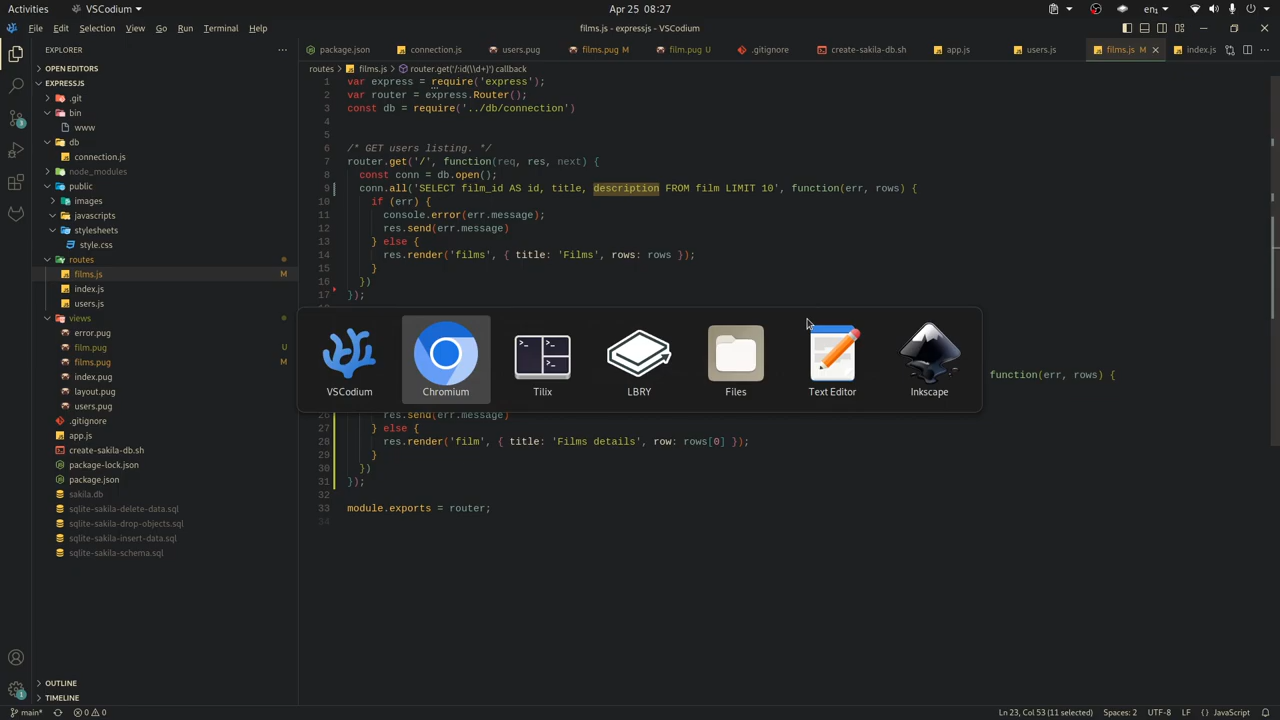 Activities
VSCodium
Apr 25 08:27
en₁
File Edit Selection View Go Run Terminal Help
films.js - expressjs - VSCodium
EXPLORER
package.json
connection.js
users.pug
films.pug M
film.pug U
.gitignore
create-sakila-db.sh
app.js
users.js
films.js M
index.js
OPEN EDITORS
EXPRESSJS
.git
bin
www
db
connection.js
node_modules
public
images
javascripts
stylesheets
style.css
routes
films.js M
index.js
users.js
views
error.pug
film.pug U
films.pug M
index.pug
layout.pug
users.pug
.gitignore
app.js
create-sakila-db.sh
package-lock.json
package.json
sakila.db
sqlite-sakila-delete-data.sql
sqlite-sakila-drop-objects.sql
sqlite-sakila-insert-data.sql
sqlite-sakila-schema.sql
OUTLINE
TIMELINE
routes > films.js > router.get('/:id(\\d+)') callback
1 var express = require('express');
2 var router = express.Router();
3 const db = require('../db/connection')
4
5
6 /* GET users listing. */
7 router.get('/', function(req, res, next) {
8 const conn = db.open();
9 conn.all('SELECT film_id AS id, title, description FROM film LIMIT 10', function(err, rows) {
10 if (err) {
11 console.error(err.message);
12 res.send(err.message)
13 } else {
14 res.render('films', { title: 'Films', rows: rows });
15 }
16 })
17 });
VSCodium
Chromium
Tilix
LBRY
Files
Text Editor
Inkscape
function(err, rows) {
26 res.send(err.message)
27 } else {
28 res.render('film', { title: 'Films details', row: rows[0] });
29 }
30 })
31 });
32
33 module.exports = router;
34
main*
0 0
Ln 23, Col 53 (11 selected)
Spaces: 2
UTF-8
LF
JavaScript
3
1